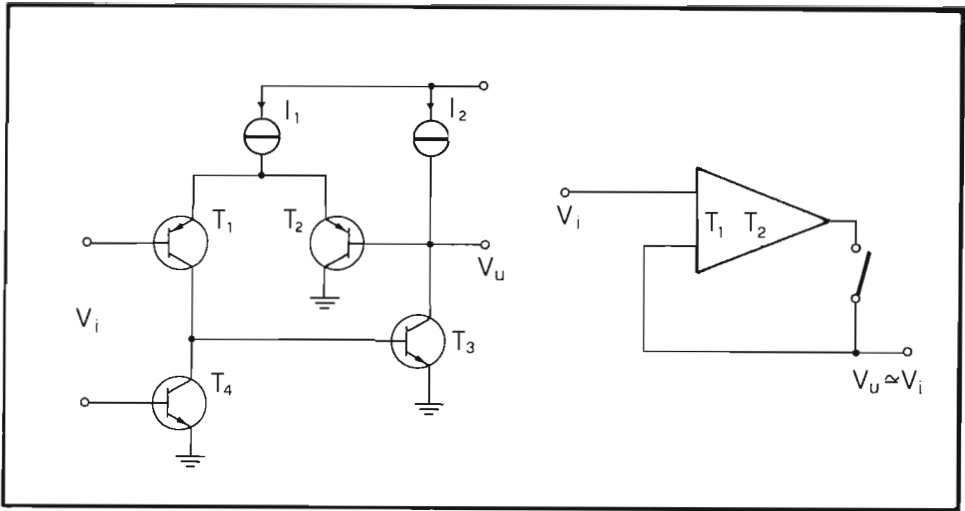 I₁
I₂
T₁
T₂
Vᵤ
Vᵢ
T₃
T₄
Vᵢ
T₁ T₂
Vᵤ ≃ Vᵢ